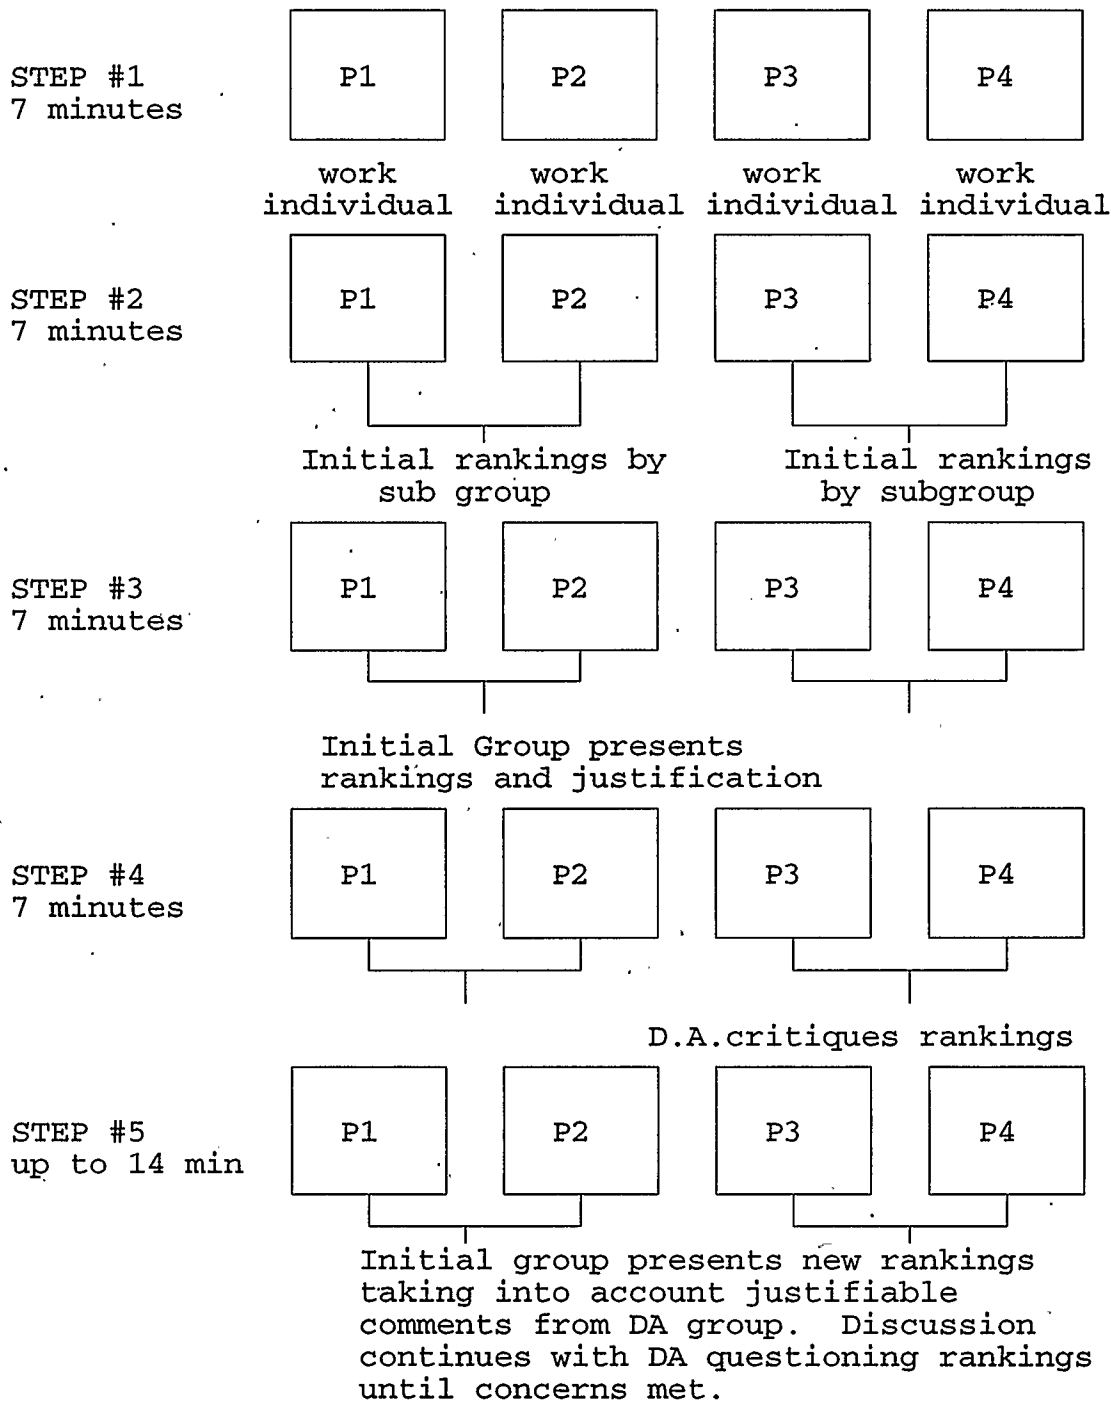 STEP #1
7 minutes
P1 P2 P3 P4
work work work work
individual individual individual individual
STEP #2
7 minutes
P1 P2 P3 P4
Initial rankings by
sub group
Initial rankings
by subgroup
STEP #3
7 minutes
P1 P2 P3 P4
Initial Group presents
rankings and justification
STEP #4
7 minutes
P1 P2 P3 P4
D.A.critiques rankings
STEP #5
up to 14 min
P1 P2 P3 P4
Initial group presents new rankings
taking into account justifiable
comments from DA group. Discussion
continues with DA questioning rankings
until concerns met.